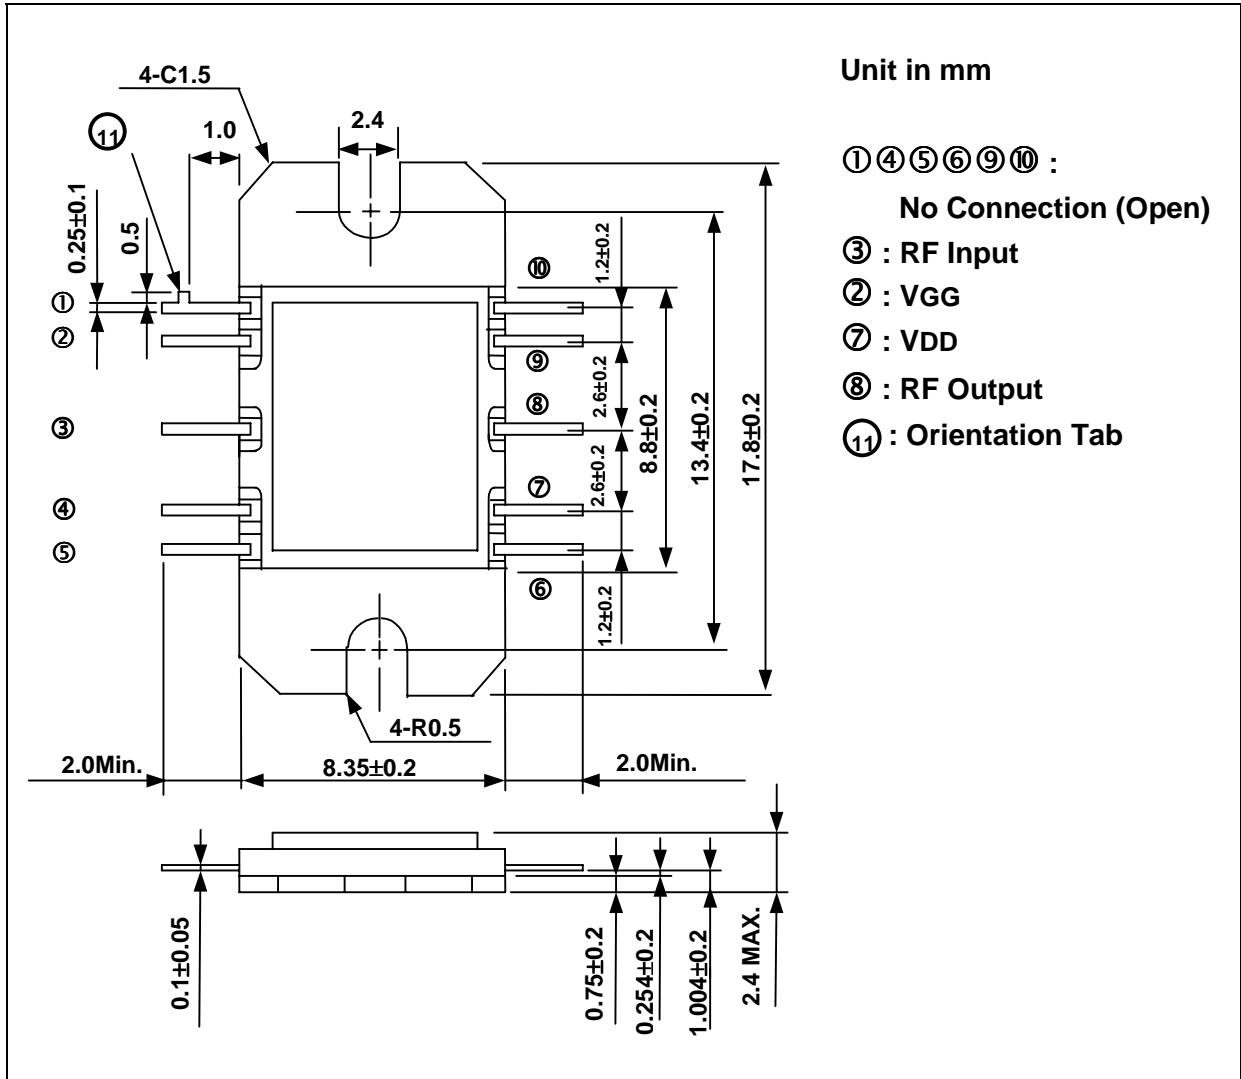 4-C1.5
Unit in mm
⑪
1.0
2.4
①④⑤⑥⑨⑩ :
No Connection (Open)
③ : RF Input
② : VGG
⑦ : VDD
⑧ : RF Output
⑪ : Orientation Tab
0.25±0.1
0.5
①
②
③
④
⑤
⑩
⑨
⑧
⑦
⑥
1.2±0.2
2.6±0.2
2.6±0.2
1.2±0.2
8.8±0.2
13.4±0.2
17.8±0.2
4-R0.5
2.0Min.
8.35±0.2
2.0Min.
0.1±0.05
0.75±0.2
0.254±0.2
1.004±0.2
2.4 MAX.